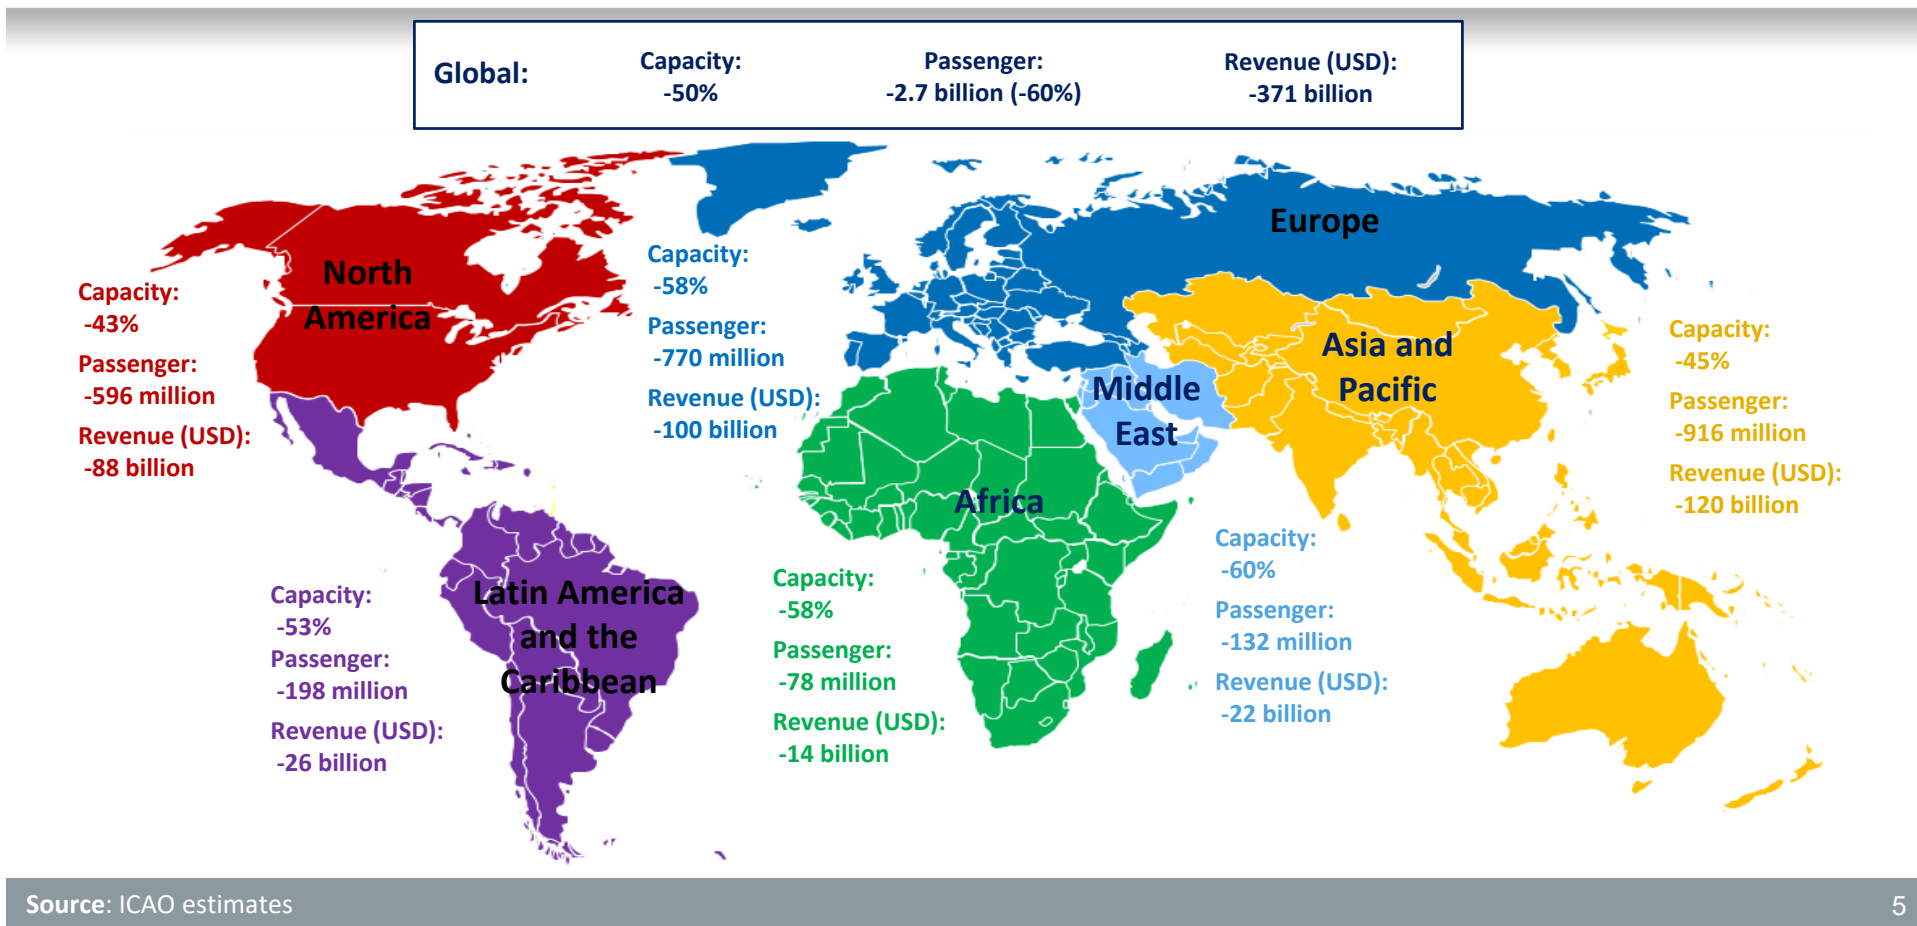 Global:
Capacity:
-50%
Passenger:
-2.7 billion (-60%)
Revenue (USD):
-371 billion
North
America
Capacity:
-43%
Passenger:
-596 million
Revenue (USD):
-88 billion
Europe
Capacity:
-58%
Passenger:
-770 million
Revenue (USD):
-100 billion
Asia and
Pacific
Capacity:
-45%
Passenger:
-916 million
Revenue (USD):
-120 billion
Middle
East
Capacity:
-60%
Passenger:
-132 million
Revenue (USD):
-22 billion
Africa
Capacity:
-58%
Passenger:
-78 million
Revenue (USD):
-14 billion
Latin America
and the
Caribbean
Capacity:
-53%
Passenger:
-198 million
Revenue (USD):
-26 billion
Source: ICAO estimates
5